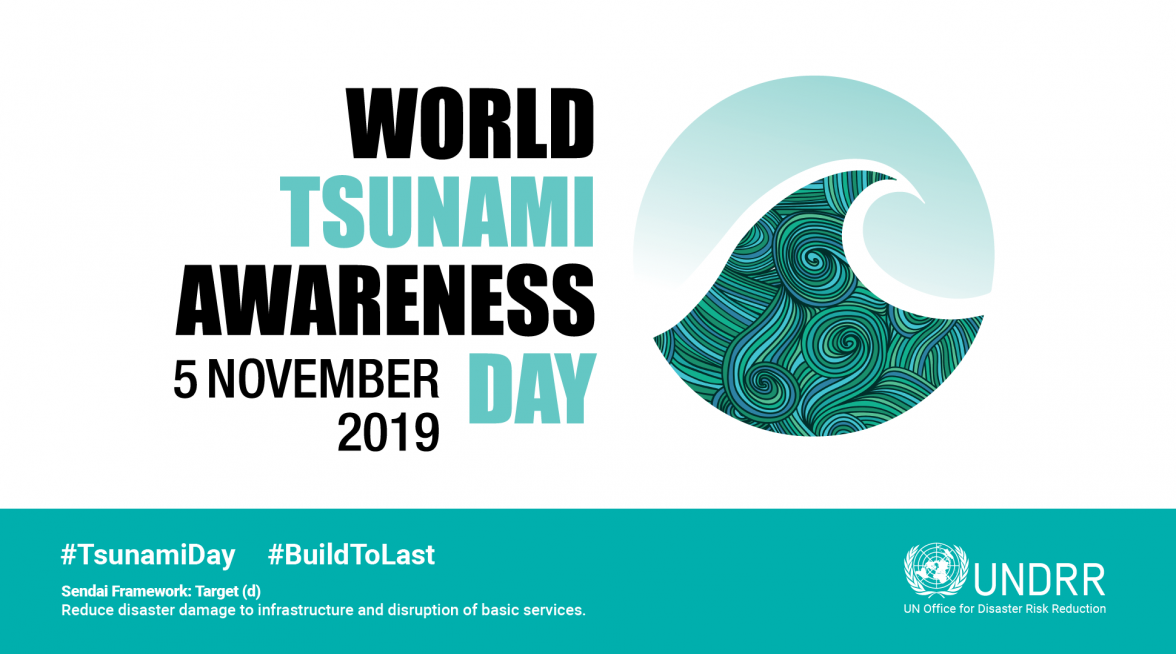 WORLD
TSUNAMI
AWARENESS
DAY
5 NOVEMBER
2019
#TsunamiDay #BuildToLast
Sendai Framework: Target (d)
Reduce disaster damage to infrastructure and disruption of basic services.
UNDRR
UN Office for Disaster Risk Reduction